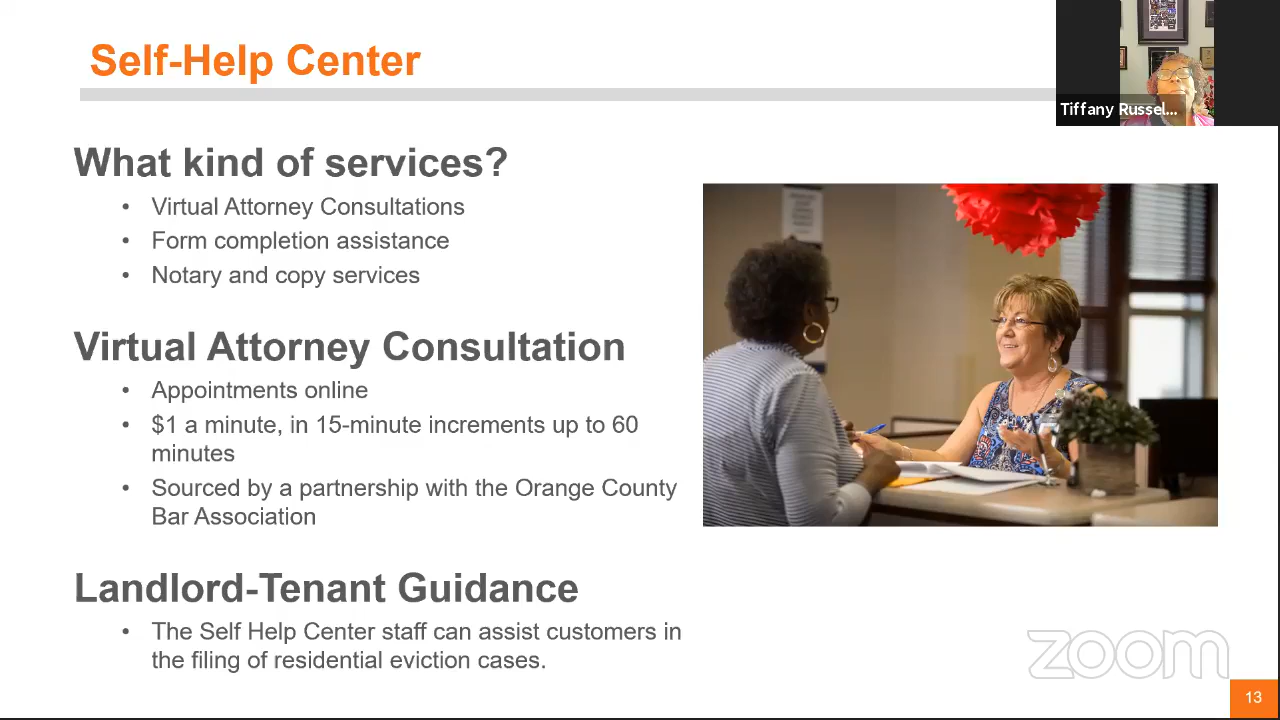 Self-Help Center
Tiffany Russel...
What kind of services?
• Virtual Attorney Consultations
• Form completion assistance
• Notary and copy services
Virtual Attorney Consultation
• Appointments online
• $1 a minute, in 15-minute increments up to 60
minutes
• Sourced by a partnership with the Orange County
Bar Association
Landlord-Tenant Guidance
• The Self Help Center staff can assist customers in
the filing of residential eviction cases.
zoom
13